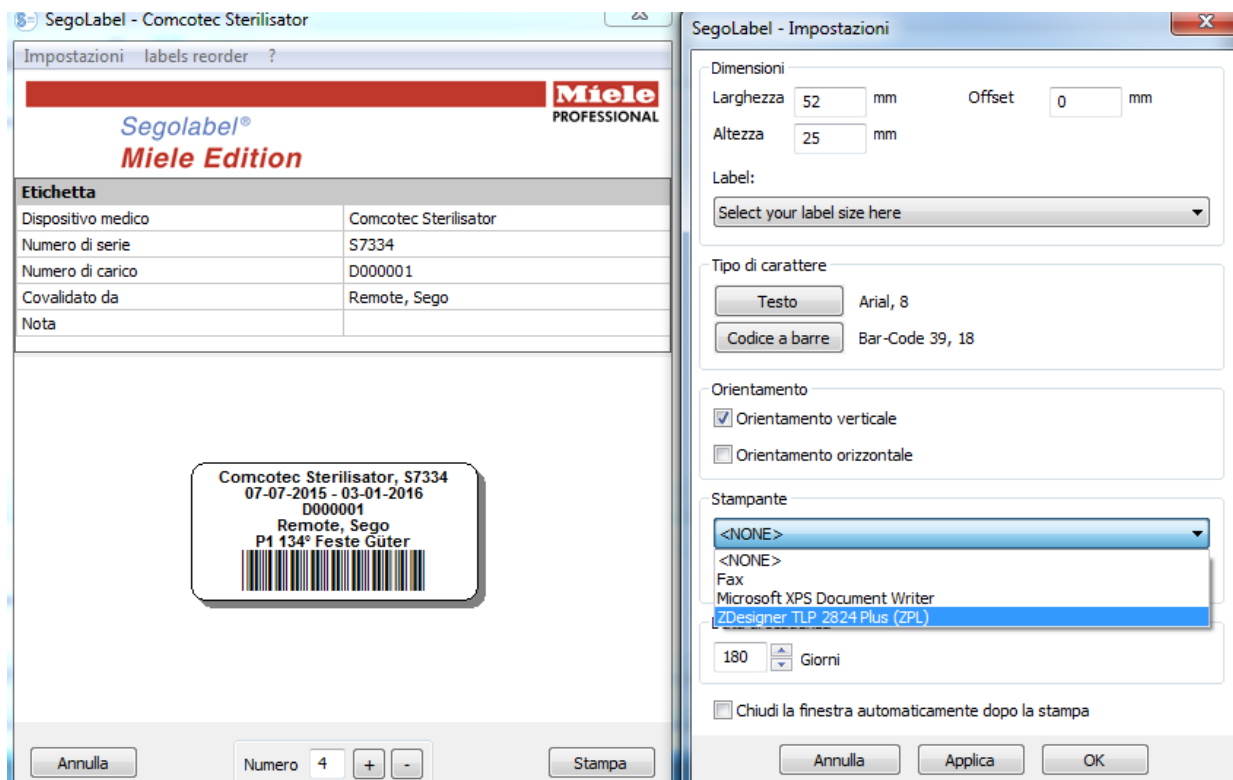 SegoLabel - Comcotec Sterilisator
Impostazioni labels reorder ?
Miele
PROFESSIONAL
Segolabel®
Miele Edition
Etichetta
Dispositivo medico Comcotec Sterilisator
Numero di serie S7334
Numero di carico D000001
Covalidato da Remote, Sego
Nota
Comcotec Sterilisator, S7334
07-07-2015 - 03-01-2016
D000001
Remote, Sego
P1 134° Feste Güter
Annulla Numero 4 + - Stampa
SegoLabel - Impostazioni
Dimensioni
Larghezza 52 mm Offset 0 mm
Altezza 25 mm
Label:
Select your label size here
Tipo di carattere
Testo Arial, 8
Codice a barre Bar-Code 39, 18
Orientamento
Orientamento verticale
Orientamento orizzontale
Stampante
<NONE>
<NONE>
Fax
Microsoft XPS Document Writer
ZDesigner TLP 2824 Plus (ZPL)
180 Giorni
Chiudi la finestra automaticamente dopo la stampa
Annulla Applica OK